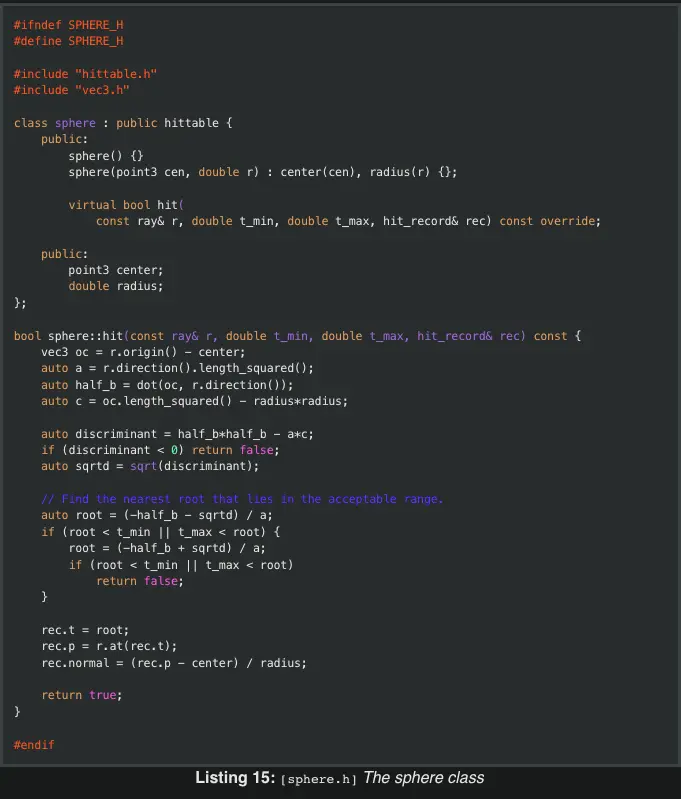 #ifndef SPHERE_H
#define SPHERE_H
#include "hittable.h"
#include "vec3.h"
class sphere : public hittable {
public:
sphere() {}
sphere(point3 cen, double r) : center(cen), radius(r) {};
virtual bool hit(
const ray& r, double t_min, double t_max, hit_record& rec) const override;
public:
point3 center;
double radius;
};
bool sphere::hit(const ray& r, double t_min, double t_max, hit_record& rec) const {
vec3 oc = r.origin() - center;
auto a = r.direction().length_squared();
auto half_b = dot(oc, r.direction());
auto c = oc.length_squared() - radius*radius;
auto discriminant = half_b*half_b - a*c;
if (discriminant < 0) return false;
auto sqrtd = sqrt(discriminant);
// Find the nearest root that lies in the acceptable range.
auto root = (-half_b - sqrtd) / a;
if (root < t_min || t_max < root) {
root = (-half_b + sqrtd) / a;
if (root < t_min || t_max < root)
return false;
}
rec.t = root;
rec.p = r.at(rec.t);
rec.normal = (rec.p - center) / radius;
return true;
}
#endif
Listing 15: [sphere.h] The sphere class